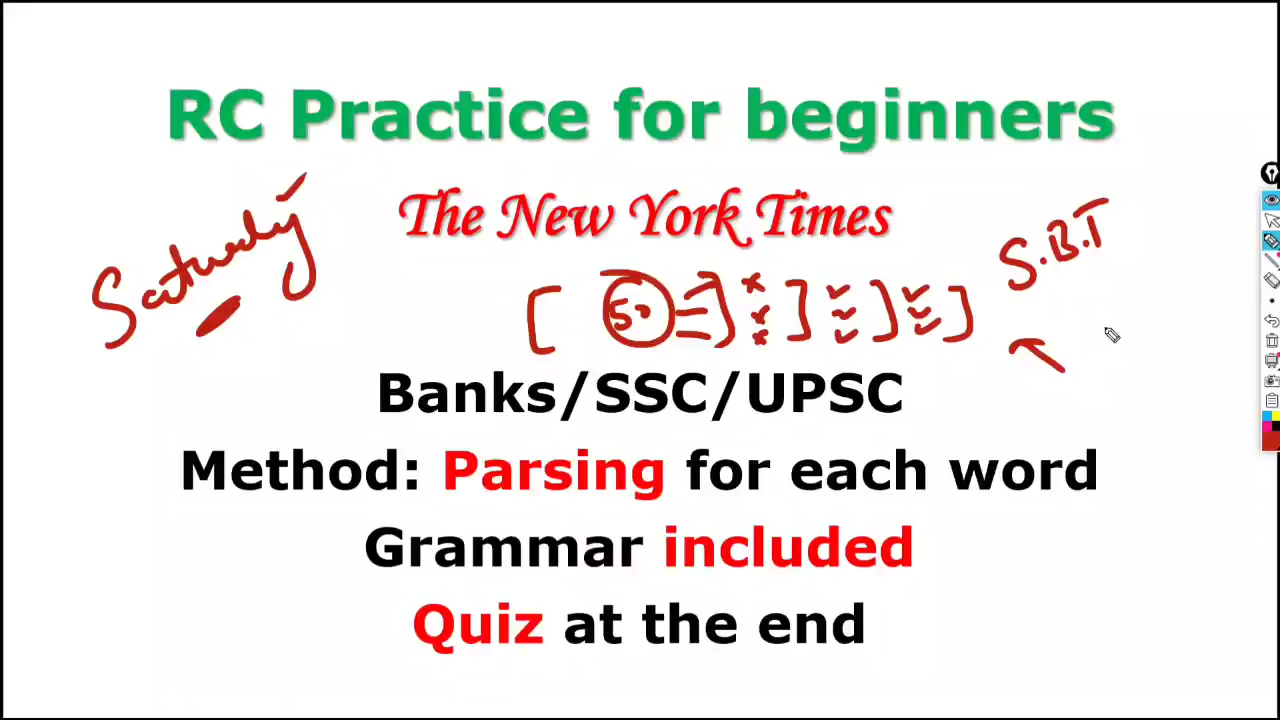 RC Practice for beginners
The New York Times
Saturday
S.B.T
50
Banks/SSC/UPSC
Method: Parsing for each word
Grammar included
Quiz at the end